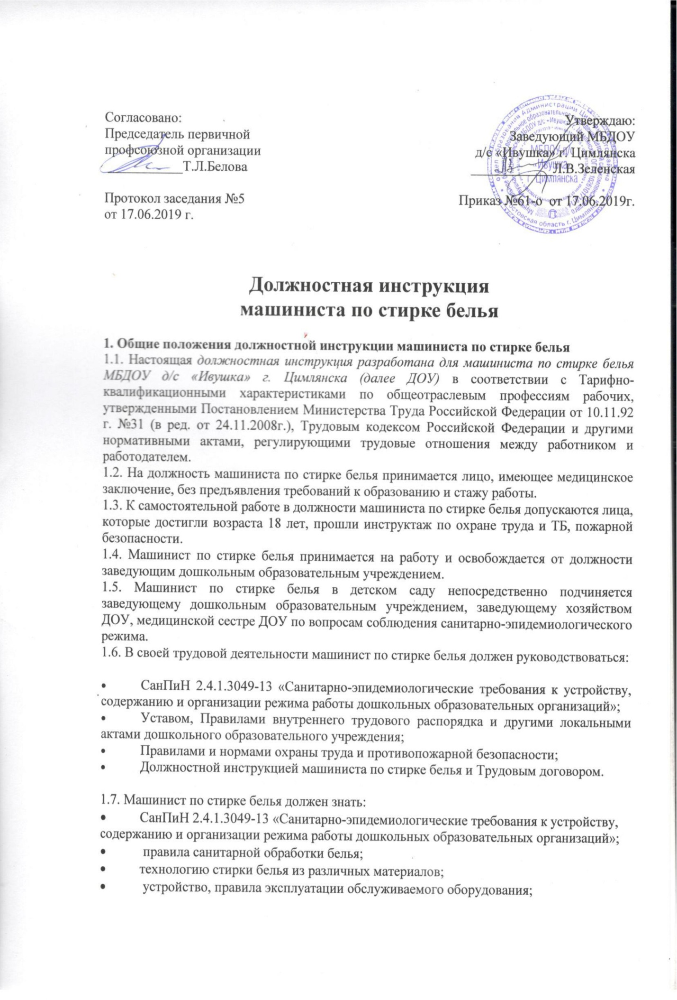 Согласовано:
Председатель первичной
профсоюзной организации
____________Т.Л.Белова
Протокол заседания №5
от 17.06.2019 г.
Утверждаю:
Заведующий МБДОУ
д/с «Ивушка» г. Цимлянска
_____________Л.В.Зеленская
Приказ №61-о от 17.06.2019г.
МБДОУ д/с
«Ивушка»
г. Цимлянска
Должностная инструкция
машиниста по стирке белья
1. Общие положения должностной инструкции машиниста по стирке белья
1.1. Настоящая должностная инструкция разработана для машиниста по стирке белья
МБДОУ д/с «Ивушка» г. Цимлянска (далее ДОУ) в соответствии с Тарифно-
квалификационными характеристиками по общеотраслевым профессиям рабочих,
утвержденными Постановлением Министерства Труда Российской Федерации от 10.11.92
г. №31 (в ред. от 24.11.2008г.), Трудовым кодексом Российской Федерации и другими
нормативными актами, регулирующими трудовые отношения между работником и
работодателем.
1.2. На должность машиниста по стирке белья принимается лицо, имеющее медицинское
заключение, без предъявления требований к образованию и стажу работы.
1.3. К самостоятельной работе в должности машиниста по стирке белья допускаются лица,
которые достигли возраста 18 лет, прошли инструктаж по охране труда и ТБ, пожарной
безопасности.
1.4. Машинист по стирке белья принимается на работу и освобождается от должности
заведующим дошкольным образовательным учреждением.
1.5. Машинист по стирке белья в детском саду непосредственно подчиняется
заведующему дошкольным образовательным учреждением, заведующему хозяйством
ДОУ, медицинской сестре ДОУ по вопросам соблюдения санитарно-эпидемиологического
режима.
1.6. В своей трудовой деятельности машинист по стирке белья должен руководствоваться:
• СанПиН 2.4.1.3049-13 «Санитарно-эпидемиологические требования к устройству,
содержанию и организации режима работы дошкольных образовательных организаций»;
• Уставом, Правилами внутреннего трудового распорядка и другими локальными
актами дошкольного образовательного учреждения;
• Правилами и нормами охраны труда и противопожарной безопасности;
• Должностной инструкцией машиниста по стирке белья и Трудовым договором.
1.7. Машинист по стирке белья должен знать:
• СанПиН 2.4.1.3049-13 «Санитарно-эпидемиологические требования к устройству,
содержанию и организации режима работы дошкольных образовательных организаций»;
• правила санитарной обработки белья;
• технологию стирки белья из различных материалов;
• устройство, правила эксплуатации обслуживаемого оборудования;